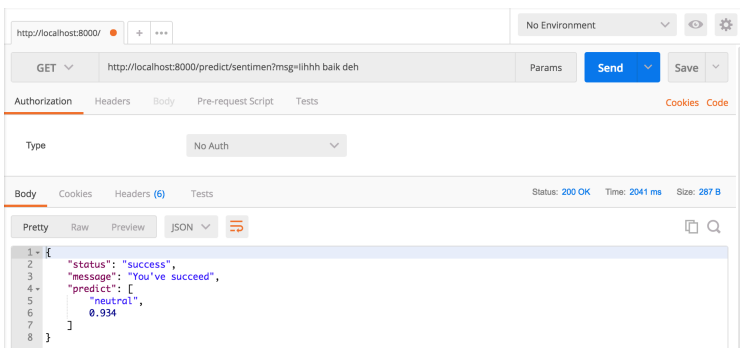 http://localhost:8000/ + ••• No Environment
GET http://localhost:8000/predict/sentimen?msg=lihhh baik deh Params Send Save
Authorization Headers Body Pre-request Script Tests Cookies Code
Type No Auth
Body Cookies Headers (6) Tests Status: 200 OK Time: 2041 ms Size: 287 B
Pretty Raw Preview JSON
1 {
2 "status": "success",
3 "message": "You've succeed",
4 "predict": [
5 "neutral",
6 0.934
7 ]
8 }